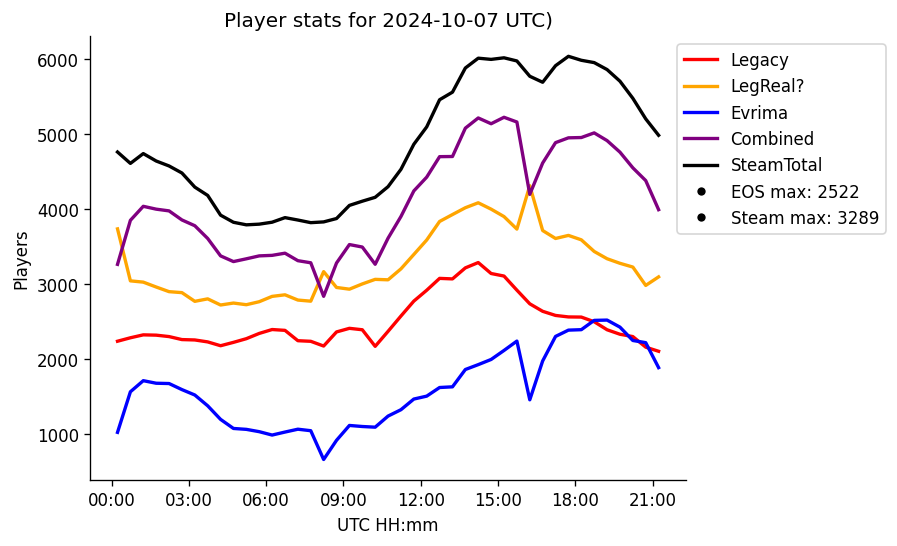 Player stats for 2024-10-07 UTC)
Players
6000
5000
4000
3000
2000
1000
00:00 03:00 06:00 09:00 12:00 15:00 18:00 21:00
UTC HH:mm
Legacy
LegReal?
Evrima
Combined
SteamTotal
EOS max: 2522
Steam max: 3289